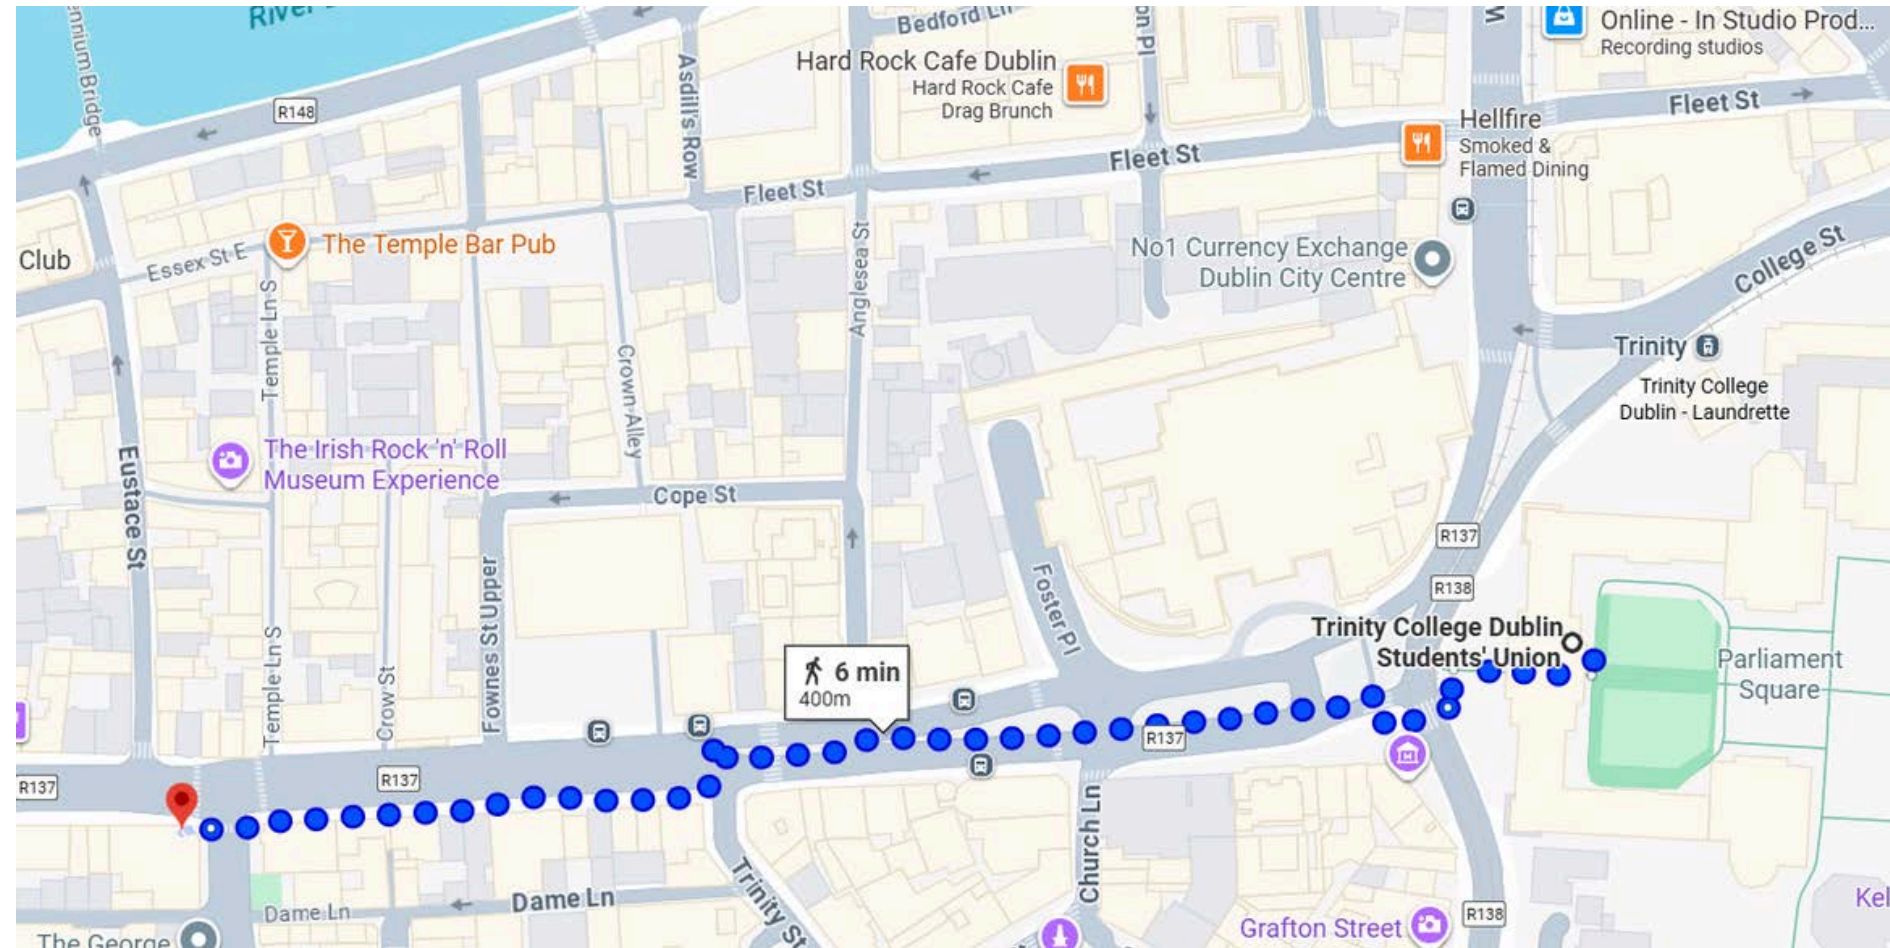 River
ennium Bridge
R148
Asdill's Row
Bedford Ln
on Pl
Hard Rock Cafe Dublin
Hard Rock Cafe
Drag Brunch
W
Online - In Studio Prod...
Recording studios
Fleet St
Hellfire
Smoked &
Flamed Dining
Fleet St
Fleet St
Club
Essex St E
The Temple Bar Pub
Temple Ln S
Anglesea St
No1 Currency Exchange
Dublin City Centre
College St
Trinity
Trinity College
Dublin - Laundrette
Crown Alley
Eustace St
The Irish Rock 'n' Roll
Museum Experience
Cope St
R137
R138
Foster Pl
Fownes St Upper
Temple Ln S
Crow St
6 min
400m
Trinity College Dublin
Students' Union
Parliament
Square
R137
R137
R137
Church Ln
Trinity St
Dame Ln
Dame Ln
The George
Grafton Street
R138
Kel